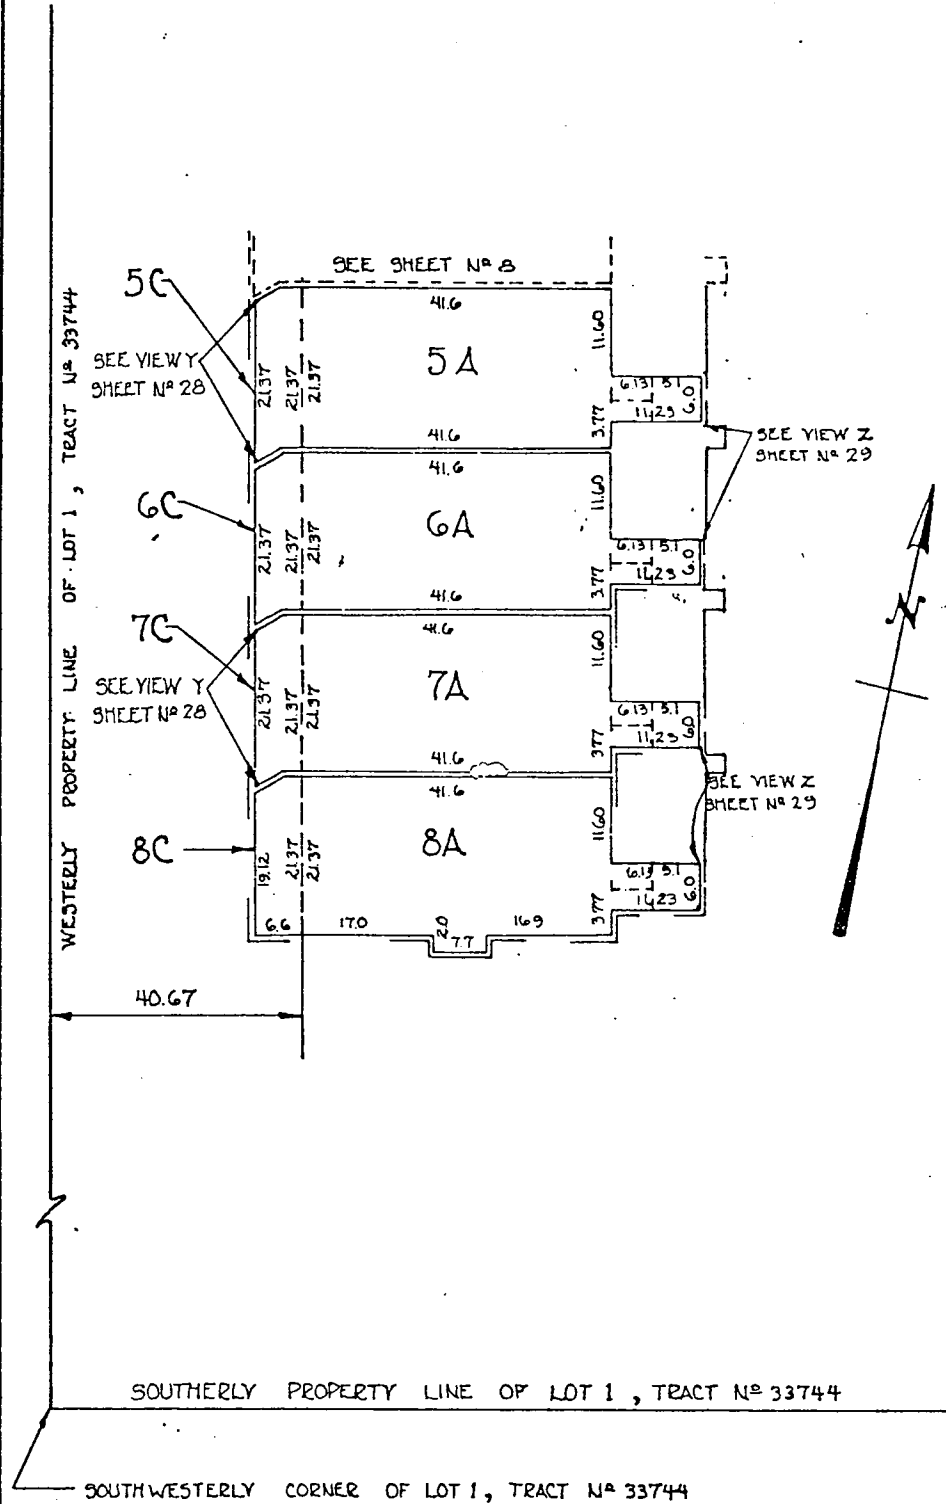 SEE SHEET Nº 8
5C
41.6
11.60
SEE VIEW Y
SHEET Nº 28
5A
21.37
21.37
21.37
6.13
5.1
6.0
11.23
3.77
41.6
SEE VIEW Z
SHEET Nº 29
41.6
11.60
6C
6A
21.37
21.37
21.37
6.13
5.1
6.0
11.23
3.77
41.6
41.6
11.60
7C
7A
SEE VIEW Y
SHEET Nº 28
21.37
21.37
21.37
6.13
5.1
6.0
11.23
3.77
41.6
41.6
SEE VIEW Z
SHEET Nº 29
11.60
8C
8A
19.12
21.37
21.37
6.13
5.1
6.0
11.23
3.77
6.6
17.0
2.0
7.7
16.9
40.67
N
WESTERLY PROPERTY LINE OF LOT 1, TRACT Nº 33744
SOUTHERLY PROPERTY LINE OF LOT 1, TRACT Nº 33744
SOUTHWESTERLY CORNER OF LOT 1, TRACT Nº 33744